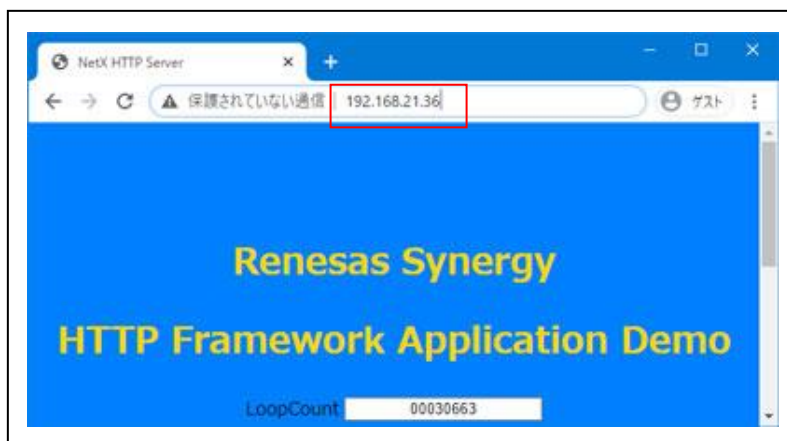 NetX HTTP Server
保護されていない通信 192.168.21.36 ゲスト
Renesas Synergy
HTTP Framework Application Demo
LoopCount 00030663